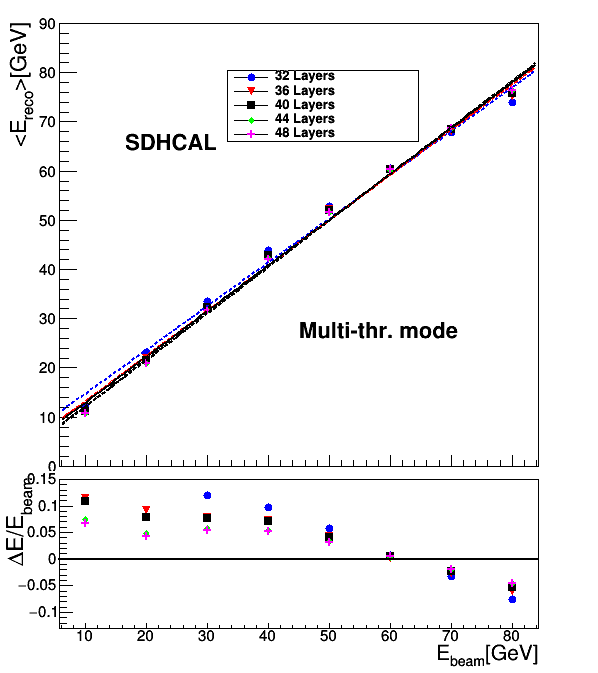 <E_reco>[GeV]
90
80
70
60
50
40
30
20
10
0
32 Layers
36 Layers
40 Layers
44 Layers
48 Layers
SDHCAL
Multi-thr. mode
ΔE/E_beam
0.15
0.1
0.05
0
−0.05
−0.1
10 20 30 40 50 60 70 80
E_beam[GeV]